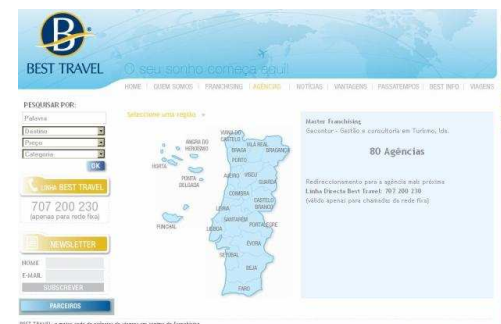 BEST TRAVEL
O seu sonho começa aqui!
HOME | QUEM SOMOS | FRANCHISING | AGÊNCIAS | NOTÍCIAS | VANTAGENS | PASSATEMPOS | BEST INFO | VIAGENS
PESQUISAR POR:
Palavra
Destino
Preço
Categoria
OK
LINHA BEST TRAVEL
707 200 230
(apenas para rede fixa)
NEWSLETTER
NOME
E-MAIL
SUBSCREVER
PARCEIROS
Seleccione uma região
VIANA DO CASTELO
VILA REAL
BRAGA
BRAGANÇA
PORTO
ANGRA DO HEROÍSMO
HORTA
PONTA DELGADA
FUNCHAL
AVEIRO
VISEU
GUARDA
COIMBRA
CASTELO BRANCO
LEIRIA
SANTARÉM
PORTALEGRE
LISBOA
ÉVORA
SETÚBAL
BEJA
FARO
Master Franchising
Gecontur - Gestão e consultoria em Turismo, lda.
80 Agências
Redireccionamento para a agência mais próxima
Linha Directa Best Travel: 707 200 230
(válido apenas para chamadas da rede fixa)